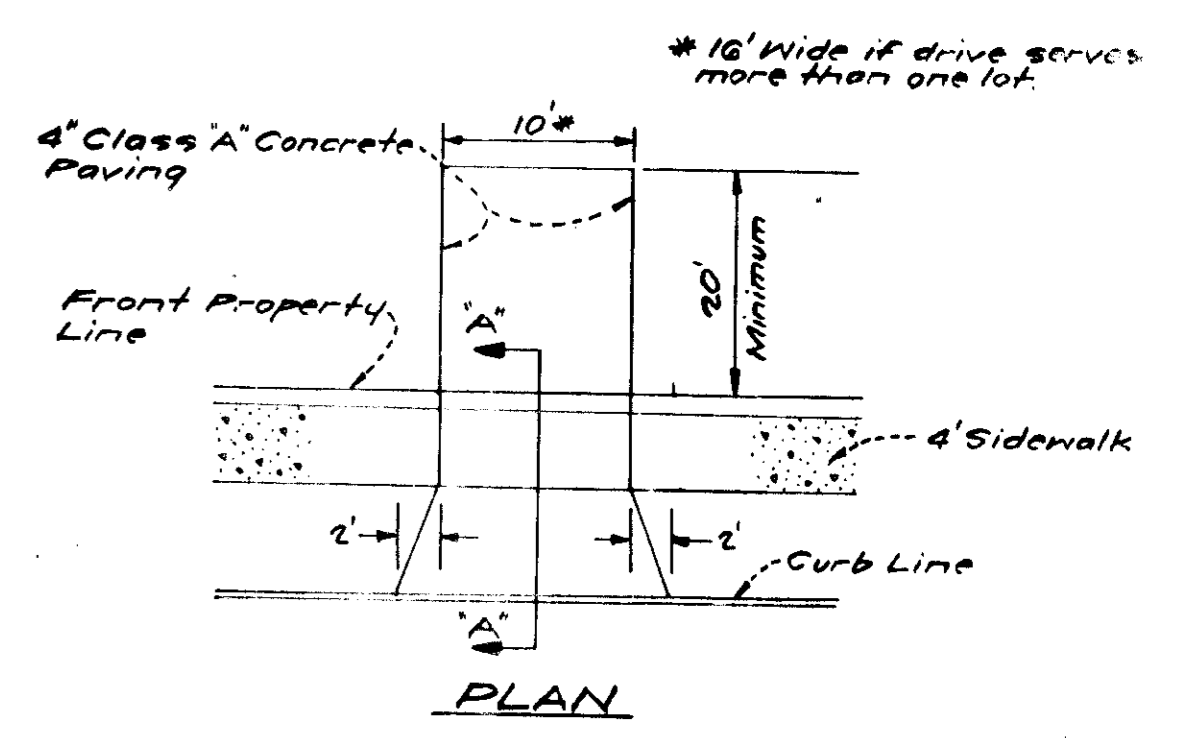 * 16' Wide if drive serves
more than one lot.
10'*
4" Class "A" Concrete
Paving
20'
Minimum
Front Property
Line
"A"
4' Sidewalk
2'
2'
Curb Line
"A"
PLAN